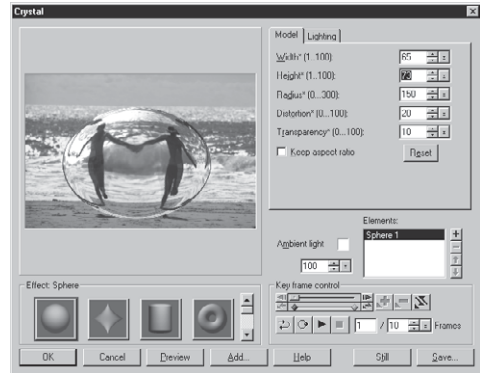 Crystal
Model Lighting
Width* (1..100): 65
Height* (1..100): 73
Radius* (0...300): 150
Distortion* (0...100): 20
Transparency* (0...100): 10
Keep aspect ratio Reset
Elements:
Ambient light Sphere 1
100
Effect: Sphere Key frame control
1 / 10 Frames
OK Cancel Preview Add... Help Still Save...